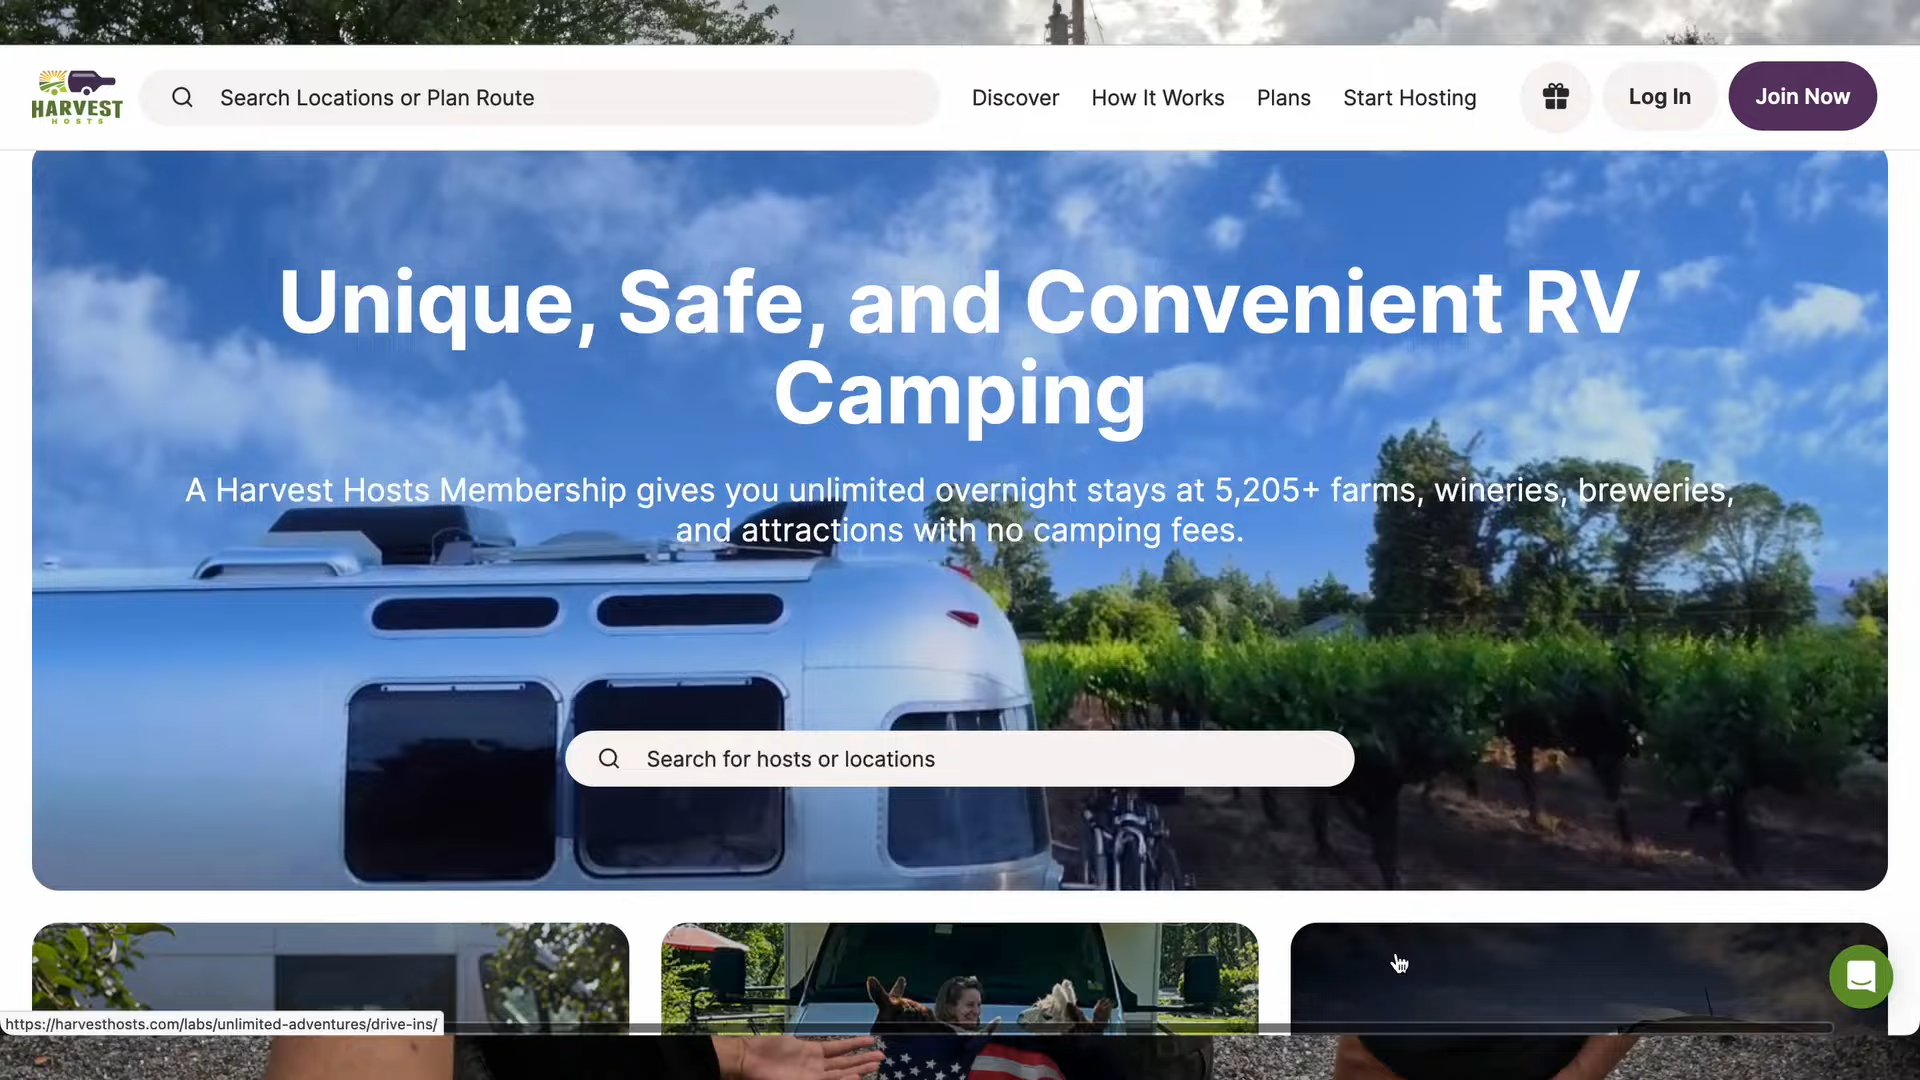 HARVEST
HOSTS
Search Locations or Plan Route
Discover
How It Works
Plans
Start Hosting
Log In
Join Now
Unique, Safe, and Convenient RV
Camping
A Harvest Hosts Membership gives you unlimited overnight stays at 5,205+ farms, wineries, breweries,
and attractions with no camping fees.
Search for hosts or locations
https://harvesthosts.com/labs/unlimited-adventures/drive-ins/